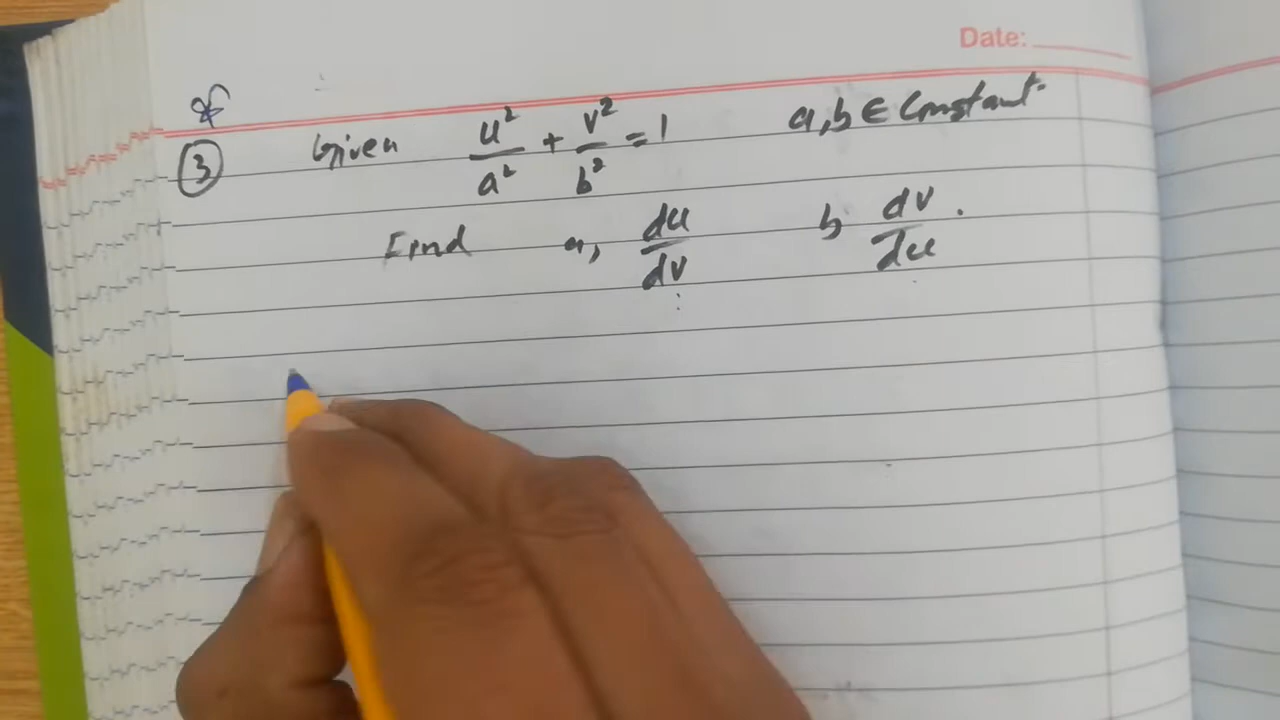 Date:
③ Given u²/a² + v²/b² = 1 a,b ∈ Constant
Find a, du/dv b, dv/du .